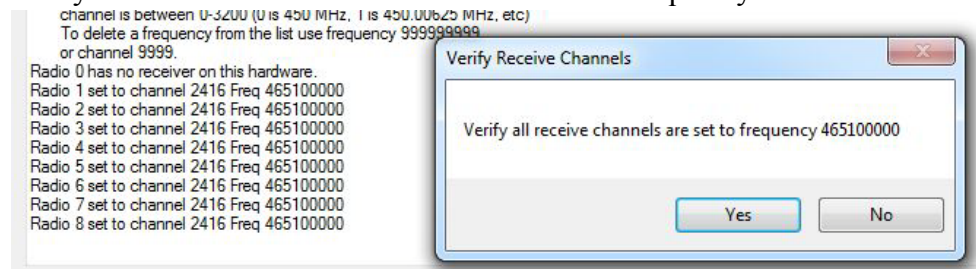 channel is between 0-3200 (0 is 450 MHz, 1 is 450.00625 MHz, etc)
To delete a frequency from the list use frequency 999999999
or channel 9999.
Radio 0 has no receiver on this hardware.
Radio 1 set to channel 2416 Freq 465100000
Radio 2 set to channel 2416 Freq 465100000
Radio 3 set to channel 2416 Freq 465100000
Radio 4 set to channel 2416 Freq 465100000
Radio 5 set to channel 2416 Freq 465100000
Radio 6 set to channel 2416 Freq 465100000
Radio 7 set to channel 2416 Freq 465100000
Radio 8 set to channel 2416 Freq 465100000
Verify Receive Channels
Verify all receive channels are set to frequency 465100000
Yes
No